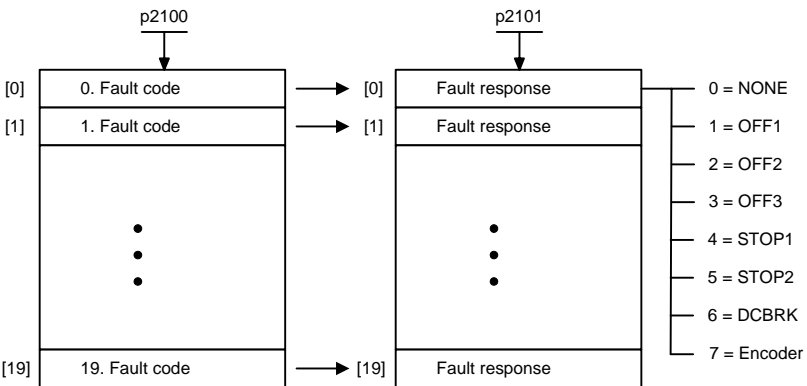 p2100 p2101
[0] 0. Fault code [0] Fault response 0 = NONE
[1] 1. Fault code [1] Fault response 1 = OFF1
2 = OFF2
3 = OFF3
4 = STOP1
5 = STOP2
6 = DCBRK
7 = Encoder
[19] 19. Fault code [19] Fault response